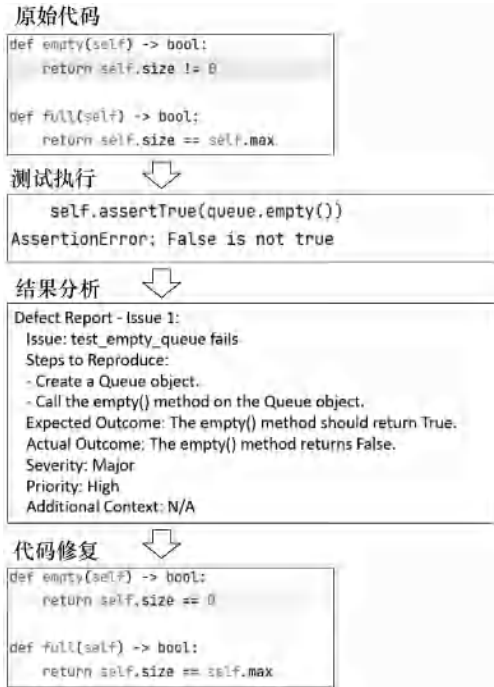 原始代码
def empty(self) -> bool:
    return self.size != 0
def full(self) -> bool:
    return self.size == self.max
测试执行
    self.assertTrue(queue.empty())
AssertionError: False is not true
结果分析
Defect Report - Issue 1:
Issue: test_empty_queue fails
Steps to Reproduce:
- Create a Queue object.
- Call the empty() method on the Queue object.
Expected Outcome: The empty() method should return True.
Actual Outcome: The empty() method returns False.
Severity: Major
Priority: High
Additional Context: N/A
代码修复
def empty(self) -> bool:
    return self.size == 0
def full(self) -> bool:
    return self.size == self.max